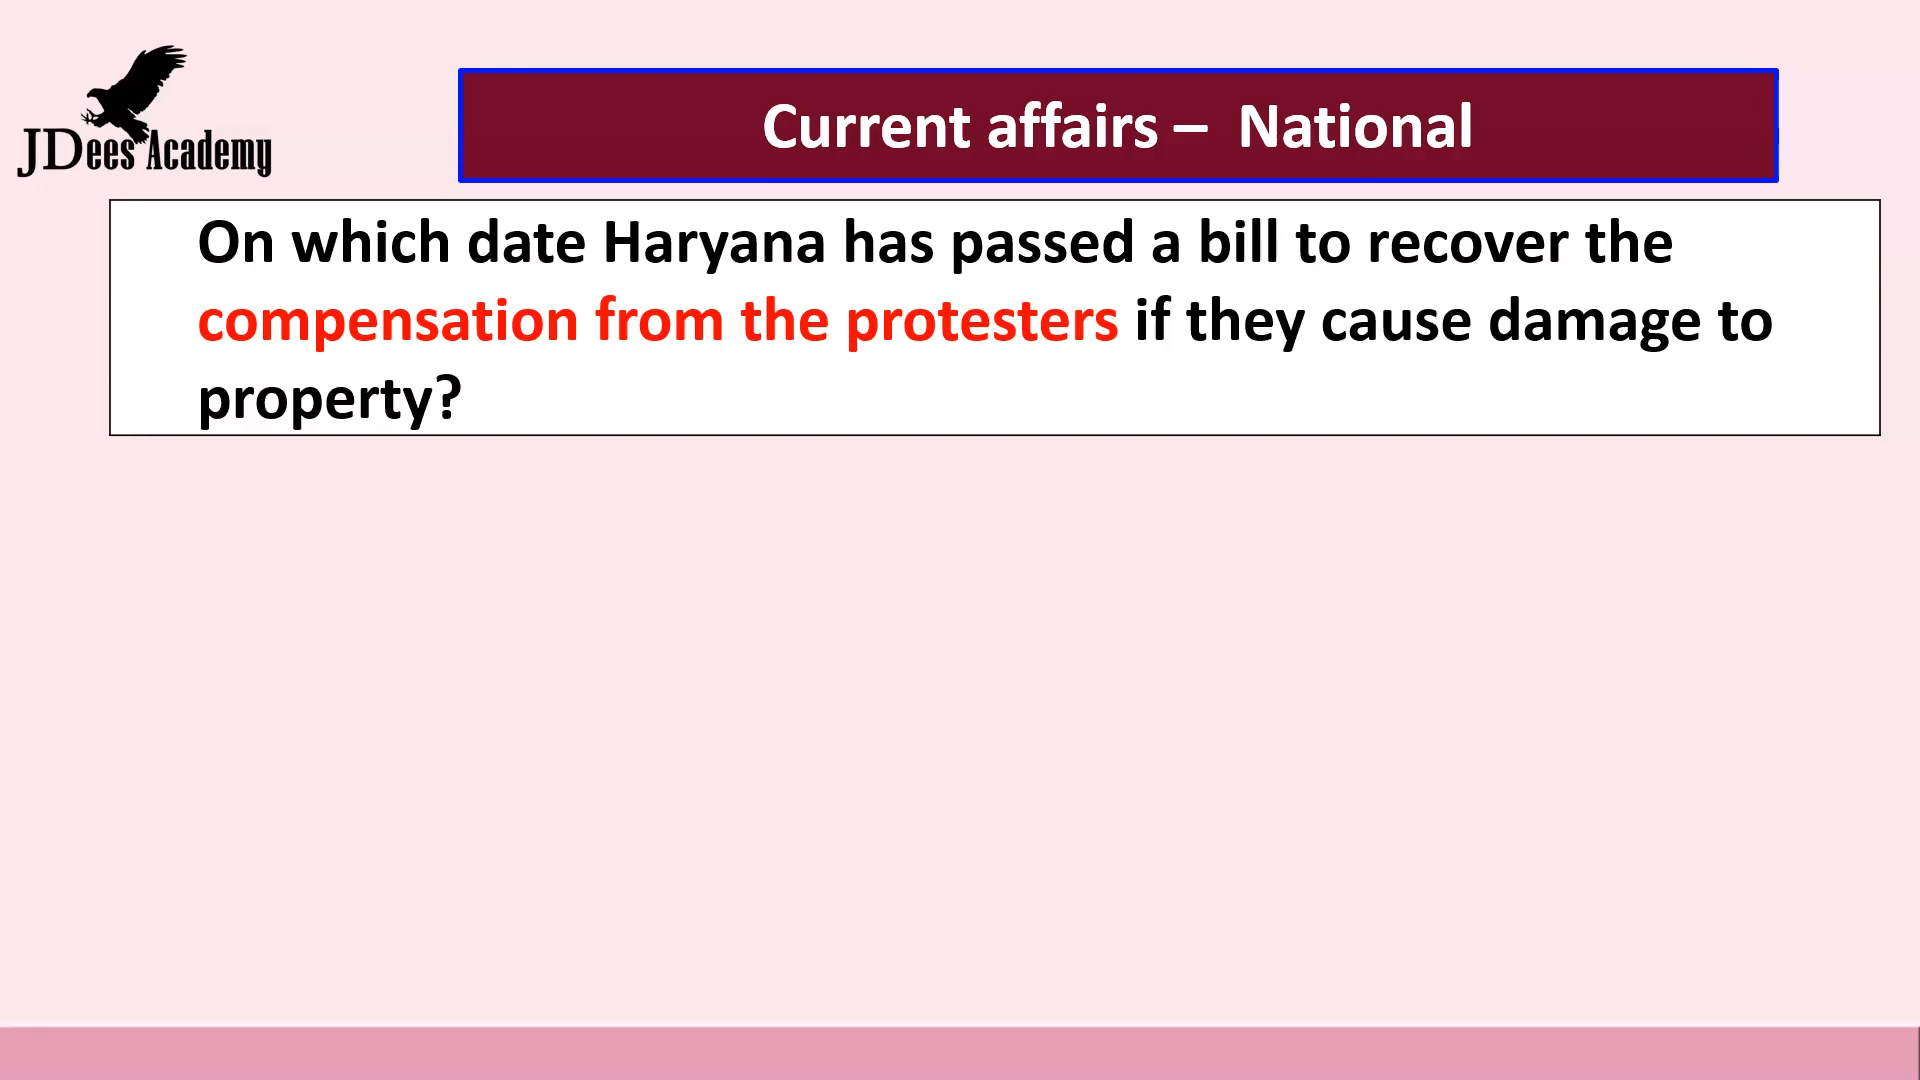 JDees Academy
Current affairs – National
On which date Haryana has passed a bill to recover the
compensation from the protesters if they cause damage to
property?